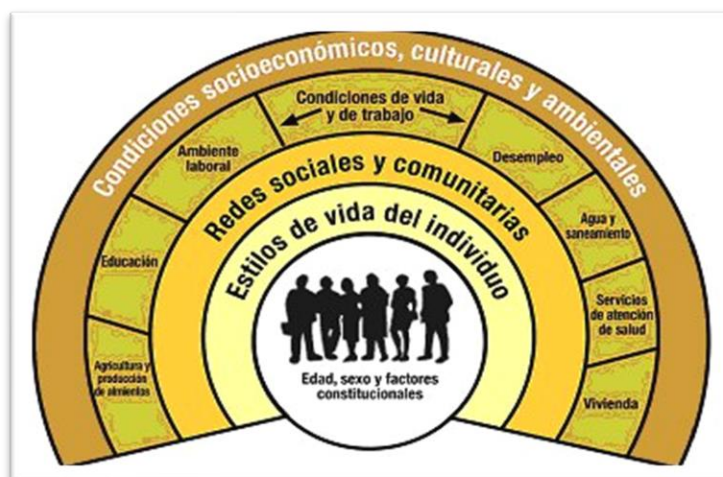 Condiciones socioeconómicos, culturales y ambientales
Condiciones de vida
y de trabajo
Ambiente
laboral
Desempleo
Redes sociales y comunitarias
Educación
Agua y
saneamiento
Estilos de vida del individuo
Agricultura y
producción
de alimientos
Servicios
de atención
de salud
Vivienda
Edad, sexo y factores
constitucionales